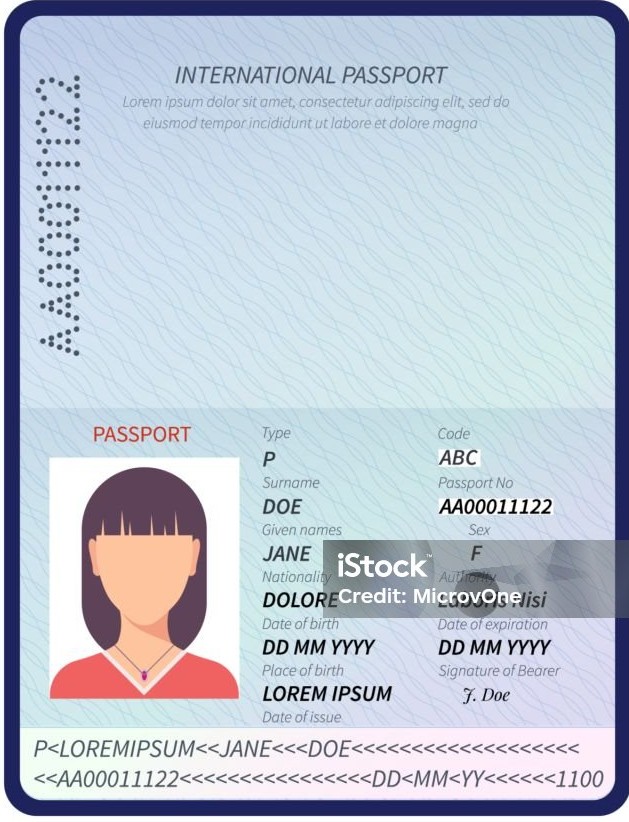 INTERNATIONAL PASSPORT
Lorem ipsum dolor sit amet, consectetur adipiscing elit, sed do
eiusmod tempor incididunt ut labore et dolore magna
AA00011122
PASSPORT
Type
Code
P
ABC
Surname
Passport No
DOE
AA00011122
Given names
Sex
JANE
F
Nationality
Authority
DOLORE
Laboris Nisi
iStock™
Credit: MicrovOne
Date of birth
Date of expiration
DD MM YYYY
DD MM YYYY
Place of birth
Signature of Bearer
LOREM IPSUM
J. Doe
Date of issue
P<LOREMIPSUM<<JANE<<<DOE<<<<<<<<<<<<<<<<<<<
<<AA00011122<<<<<<<<<<<<<<<<DD<MM<YY<<<<<<1100